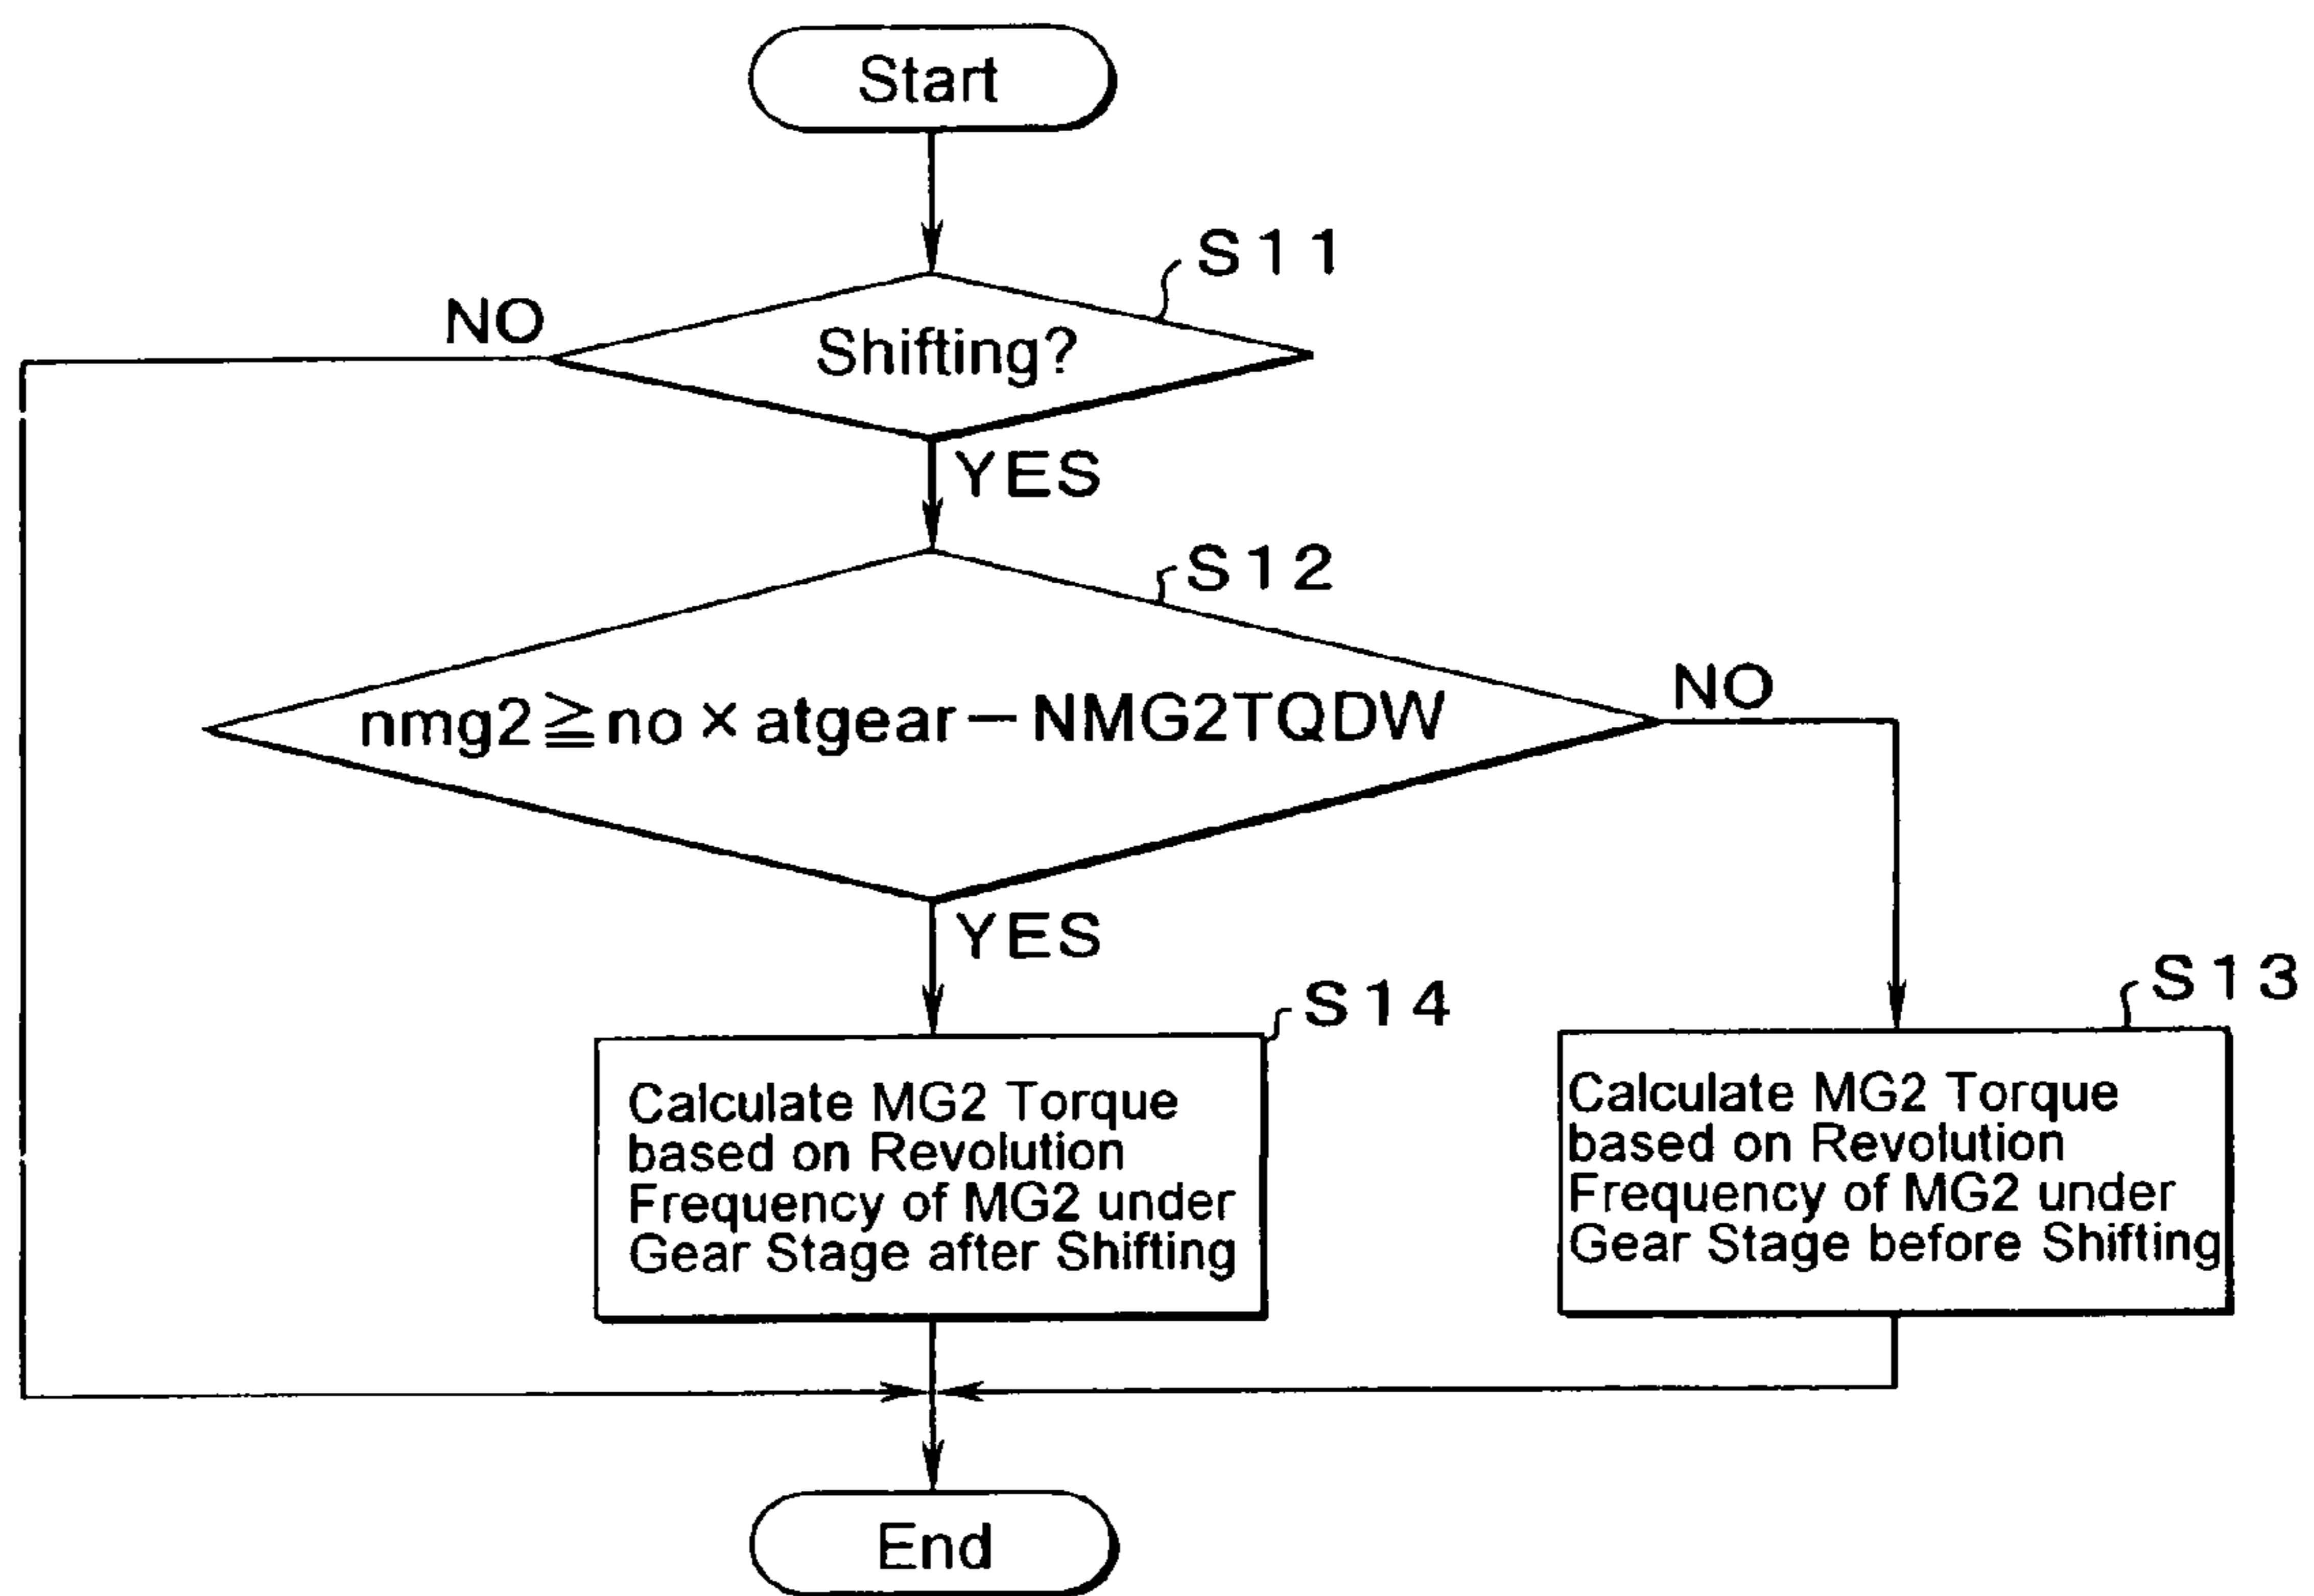 Start
S11
NO
Shifting?
YES
S12
nmg2≧no×atgear−NMG2TQDW
NO
YES
S14
S13
Calculate MG2 Torque
based on Revolution
Frequency of MG2 under
Gear Stage after Shifting
Calculate MG2 Torque
based on Revolution
Frequency of MG2 under
Gear Stage before Shifting
End